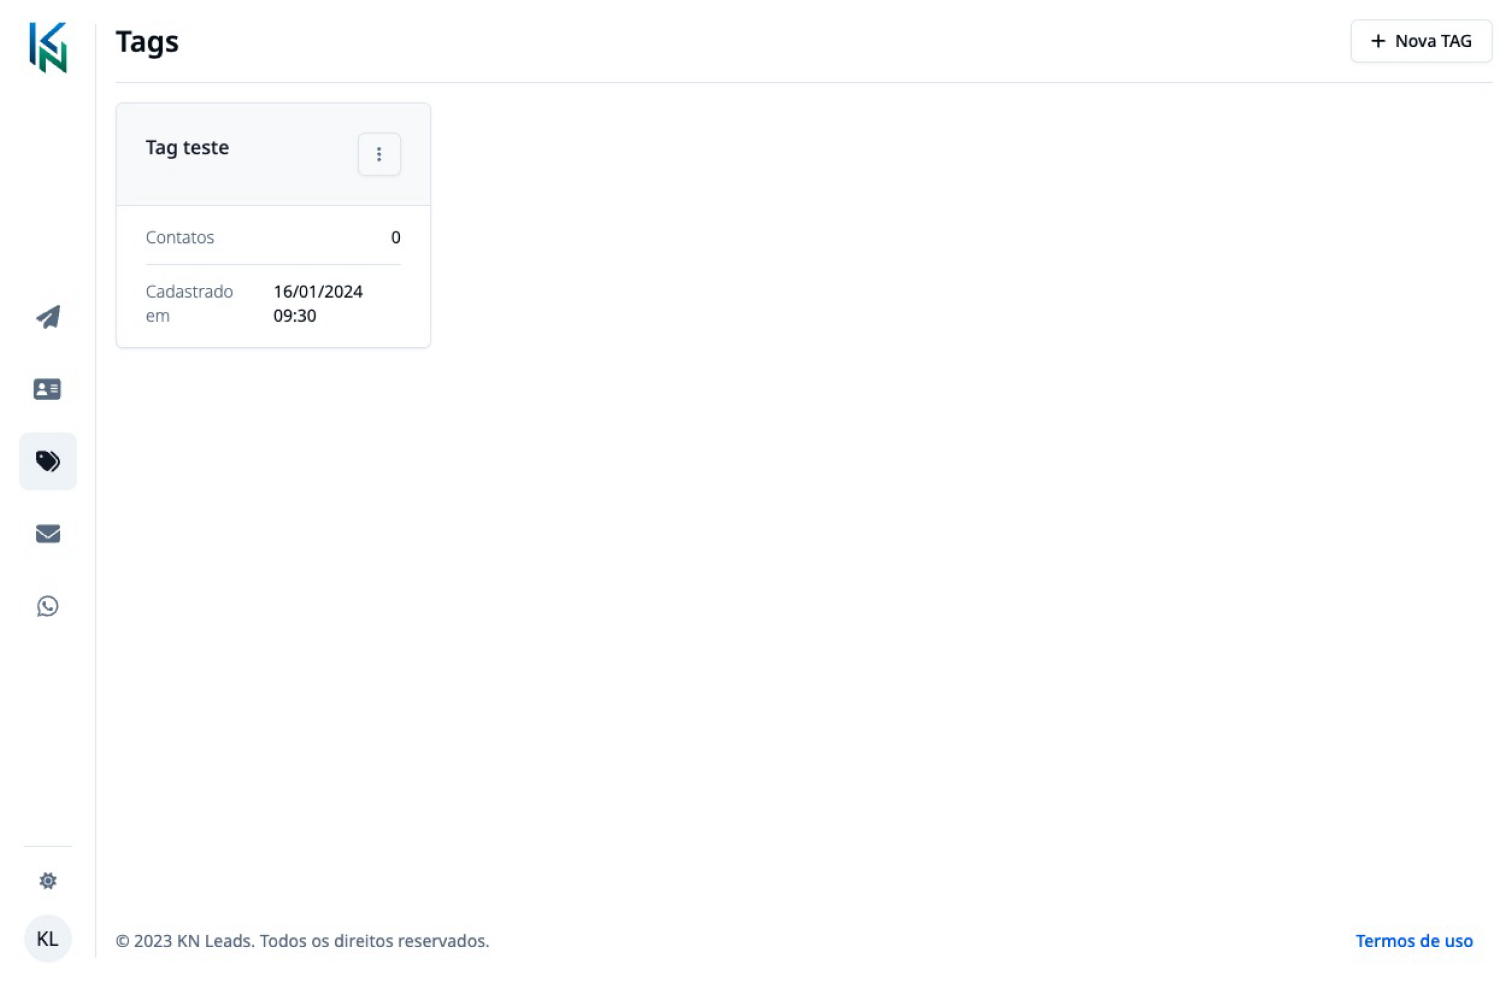 KN
Tags
+ Nova TAG
Tag teste
Contatos 0
Cadastrado em 16/01/2024 09:30
KL
© 2023 KN Leads. Todos os direitos reservados.
Termos de uso